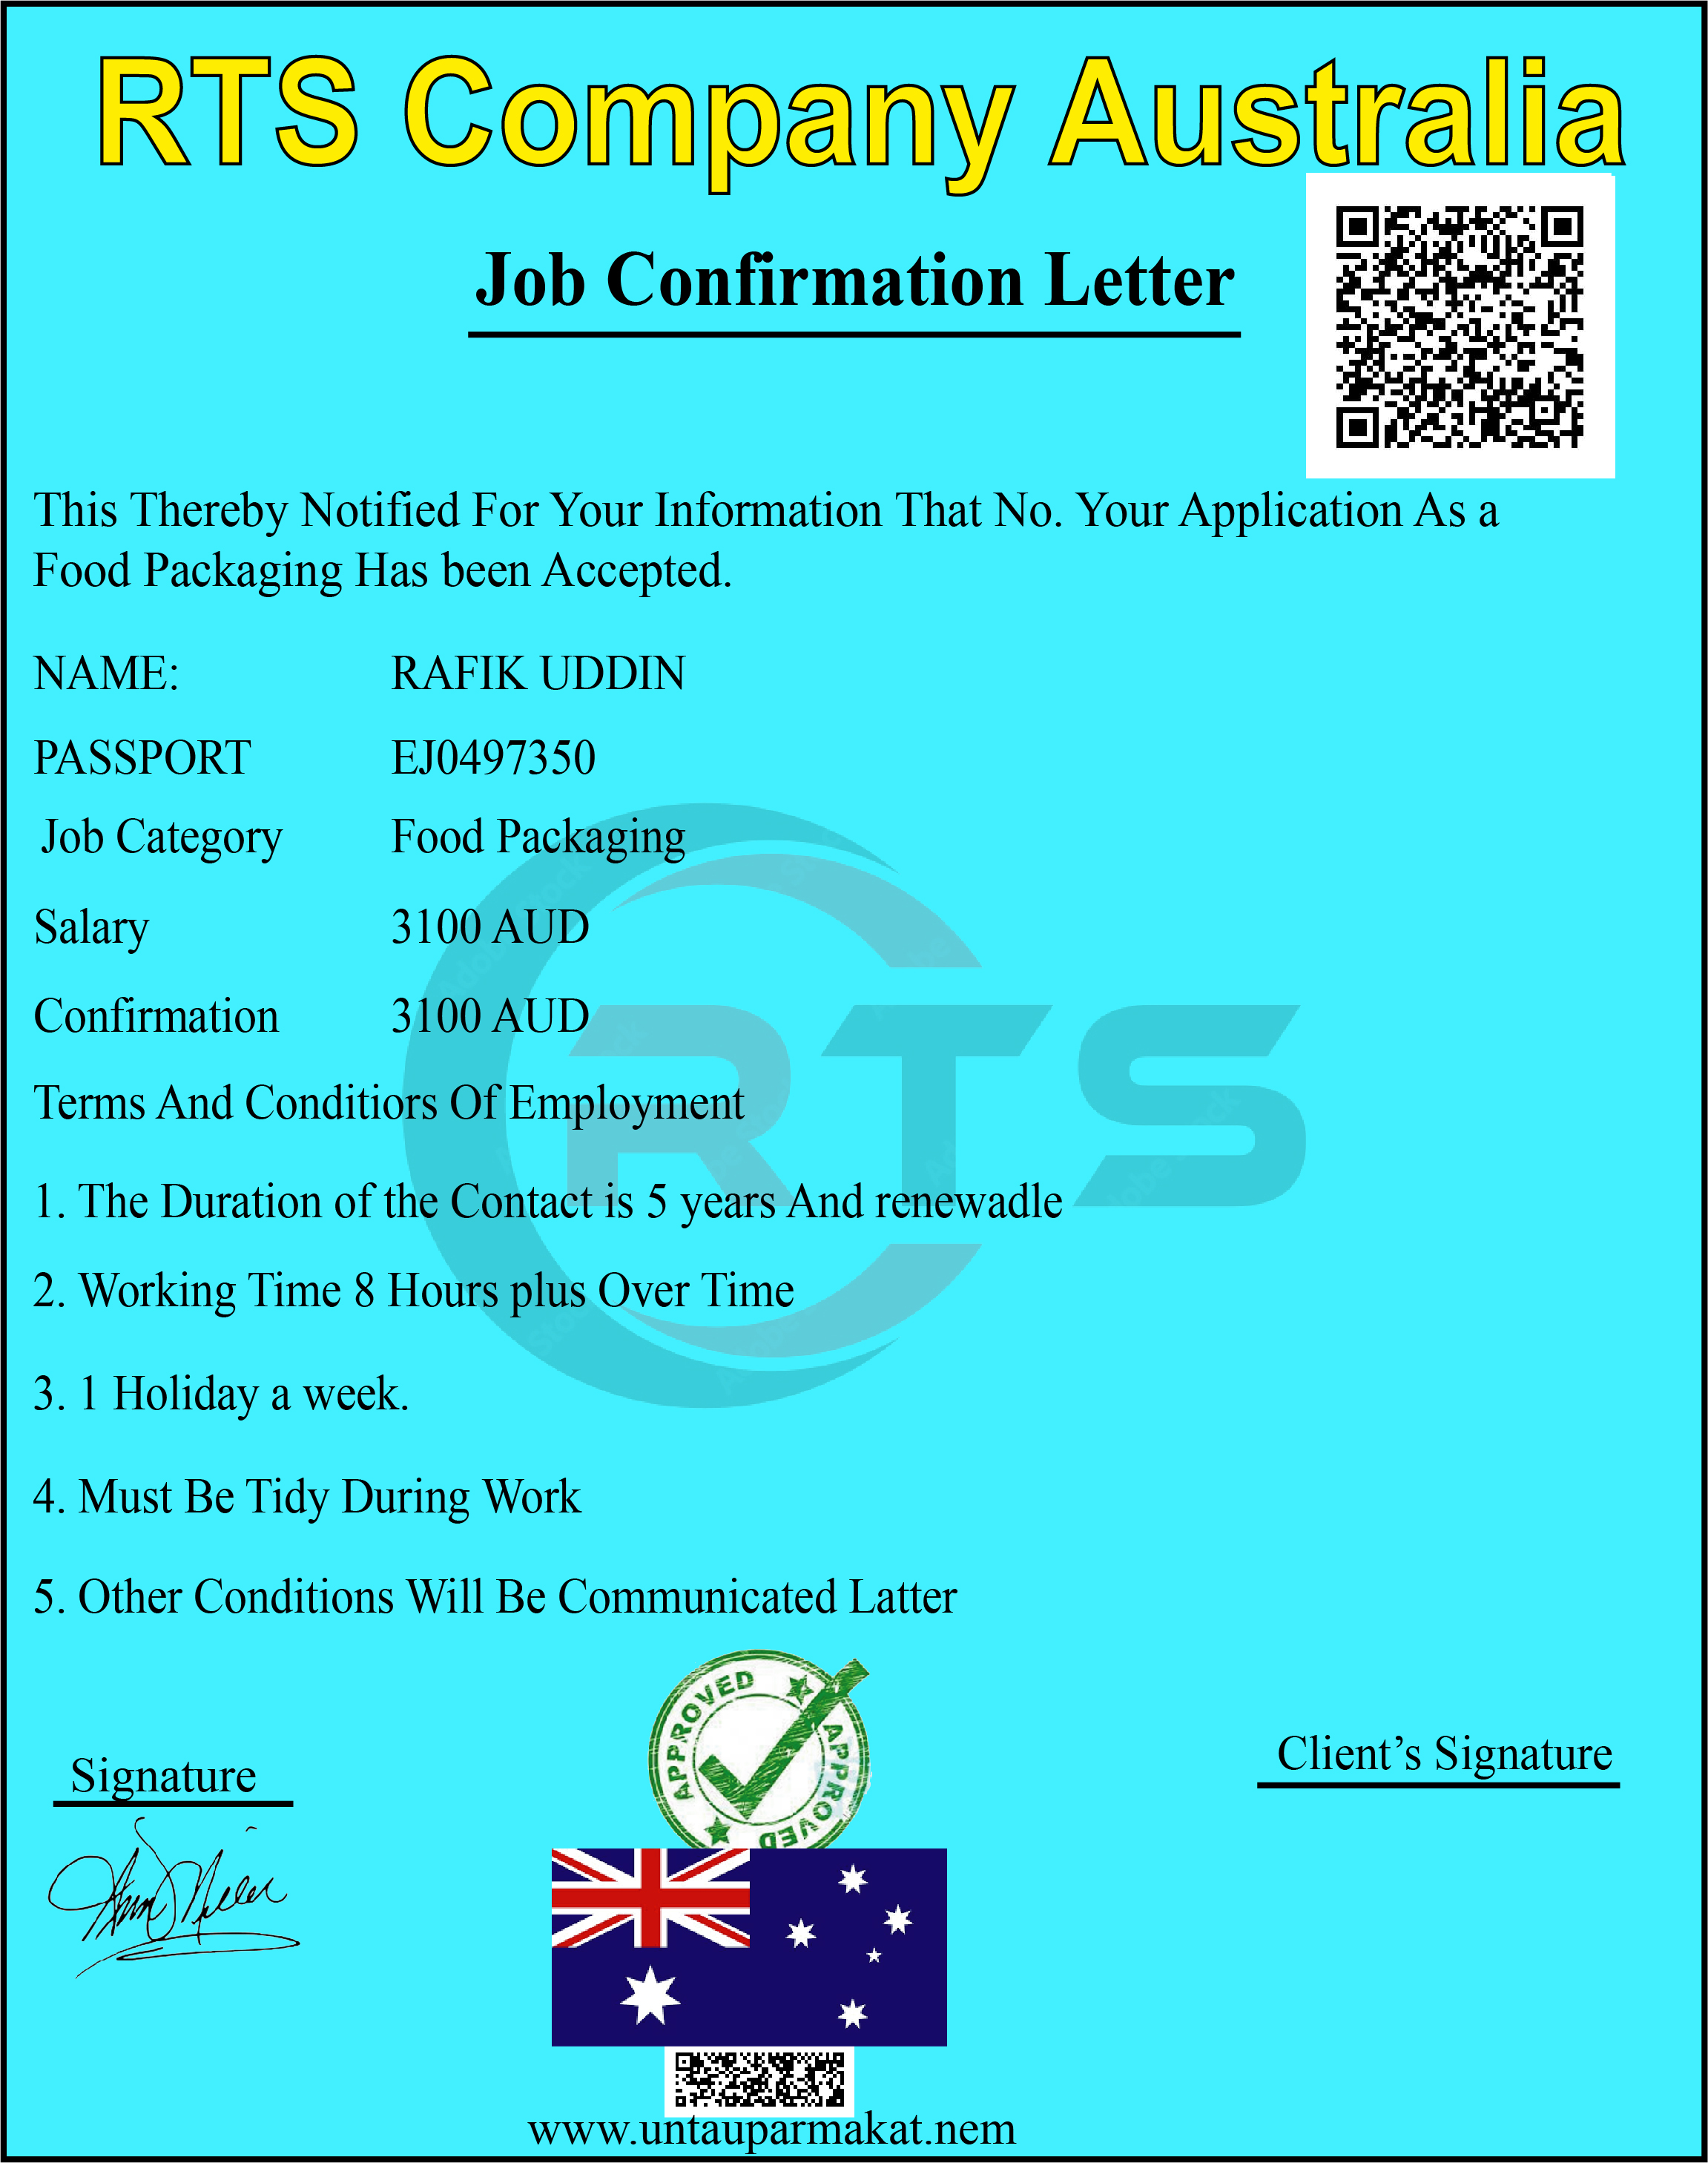 RTS Company Australia
Job Confirmation Letter
This Thereby Notified For Your Information That No. Your Application As a
Food Packaging Has been Accepted.
NAME: RAFIK UDDIN
PASSPORT EJ0497350
Job Category Food Packaging
Salary 3100 AUD
Confirmation 3100 AUD
Terms And Conditiors Of Employment
RTS
1. The Duration of the Contact is 5 years And renewadle
2. Working Time 8 Hours plus Over Time
3. 1 Holiday a week.
4. Must Be Tidy During Work
5. Other Conditions Will Be Communicated Latter
APPROVED APPROVED
Signature
Client’s Signature
www.untauparmakat.nem